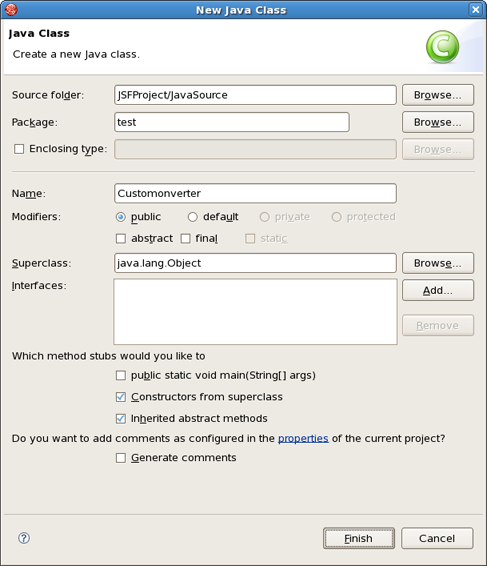 New Java Class
Java Class
Create a new Java class.
C
Source folder: JSFProject/JavaSource Browse...
Package: test Browse...
Enclosing type: Browse...
Name: Customonverter
Modifiers: public default private protected
abstract final static
Superclass: java.lang.Object Browse...
Interfaces: Add...
Remove
Which method stubs would you like to
public static void main(String[] args)
Constructors from superclass
Inherited abstract methods
Do you want to add comments as configured in the properties of the current project?
Generate comments
? Finish Cancel